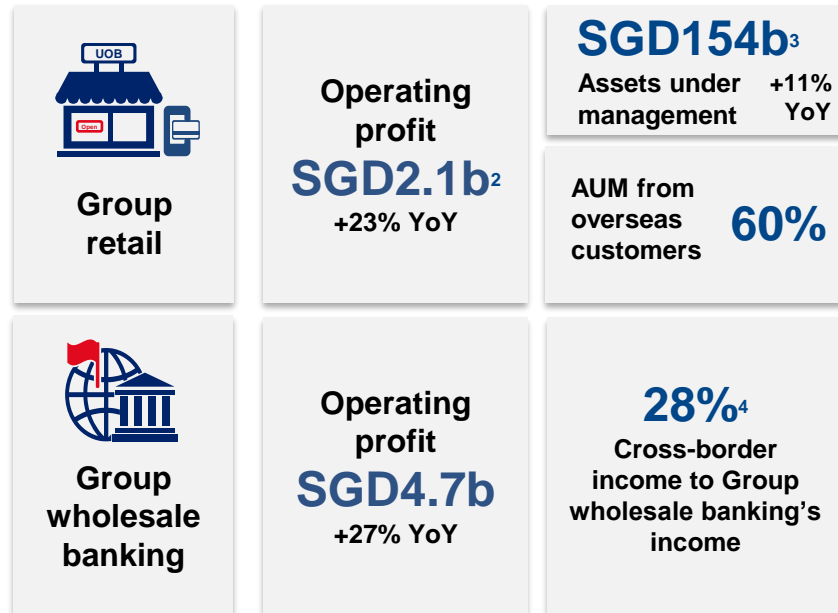 UOB
Open
Group
retail
Operating
profit
SGD2.1b2
+23% YoY
SGD154b3
Assets under
management
+11%
YoY
AUM from
overseas
customers
60%
Group
wholesale
banking
Operating
profit
SGD4.7b
+27% YoY
28%4
Cross-border
income to Group
wholesale banking’s
income